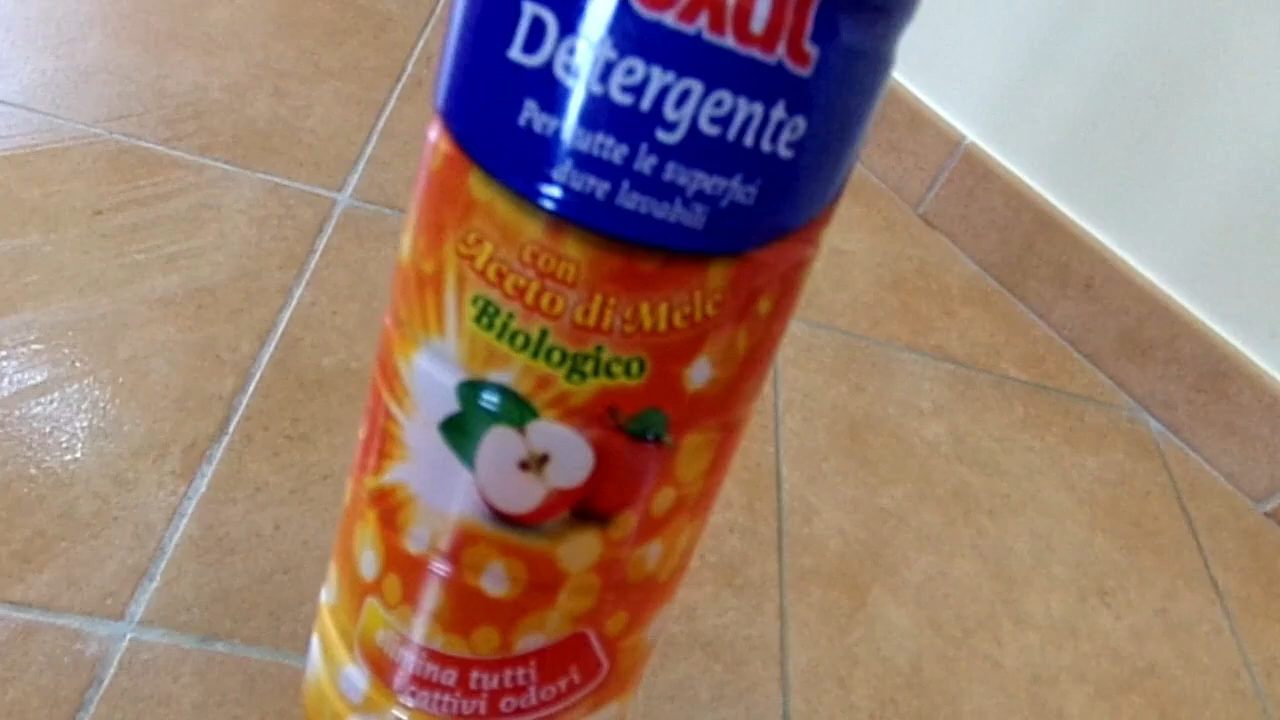 Detergente
Per tutte le superfici
dure lavabili
con
Aceto di Mele
Biologico
tutti
cattivi odori